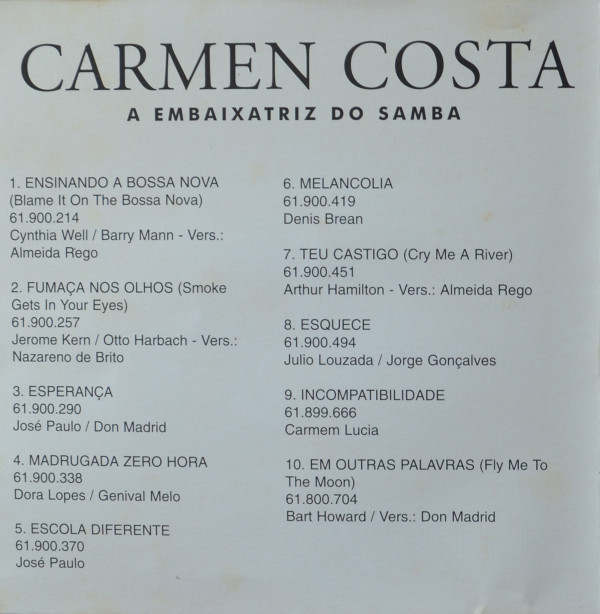 CARMEN COSTA
A EMBAIXATRIZ DO SAMBA
1. ENSINANDO A BOSSA NOVA
(Blame It On The Bossa Nova)
61.900.214
Cynthia Well / Barry Mann - Vers.:
Almeida Rego
2. FUMAÇA NOS OLHOS (Smoke
Gets In Your Eyes)
61.900.257
Jerome Kern / Otto Harbach - Vers.:
Nazareno de Brito
3. ESPERANÇA
61.900.290
José Paulo / Don Madrid
4. MADRUGADA ZERO HORA
61.900.338
Dora Lopes / Genival Melo
5. ESCOLA DIFERENTE
61.900.370
José Paulo
6. MELANCOLIA
61.900.419
Denis Brean
7. TEU CASTIGO (Cry Me A River)
61.900.451
Arthur Hamilton - Vers.: Almeida Rego
8. ESQUECE
61.900.494
Julio Louzada / Jorge Gonçalves
9. INCOMPATIBILIDADE
61.899.666
Carmem Lucia
10. EM OUTRAS PALAVRAS (Fly Me To
The Moon)
61.800.704
Bart Howard / Vers.: Don Madrid